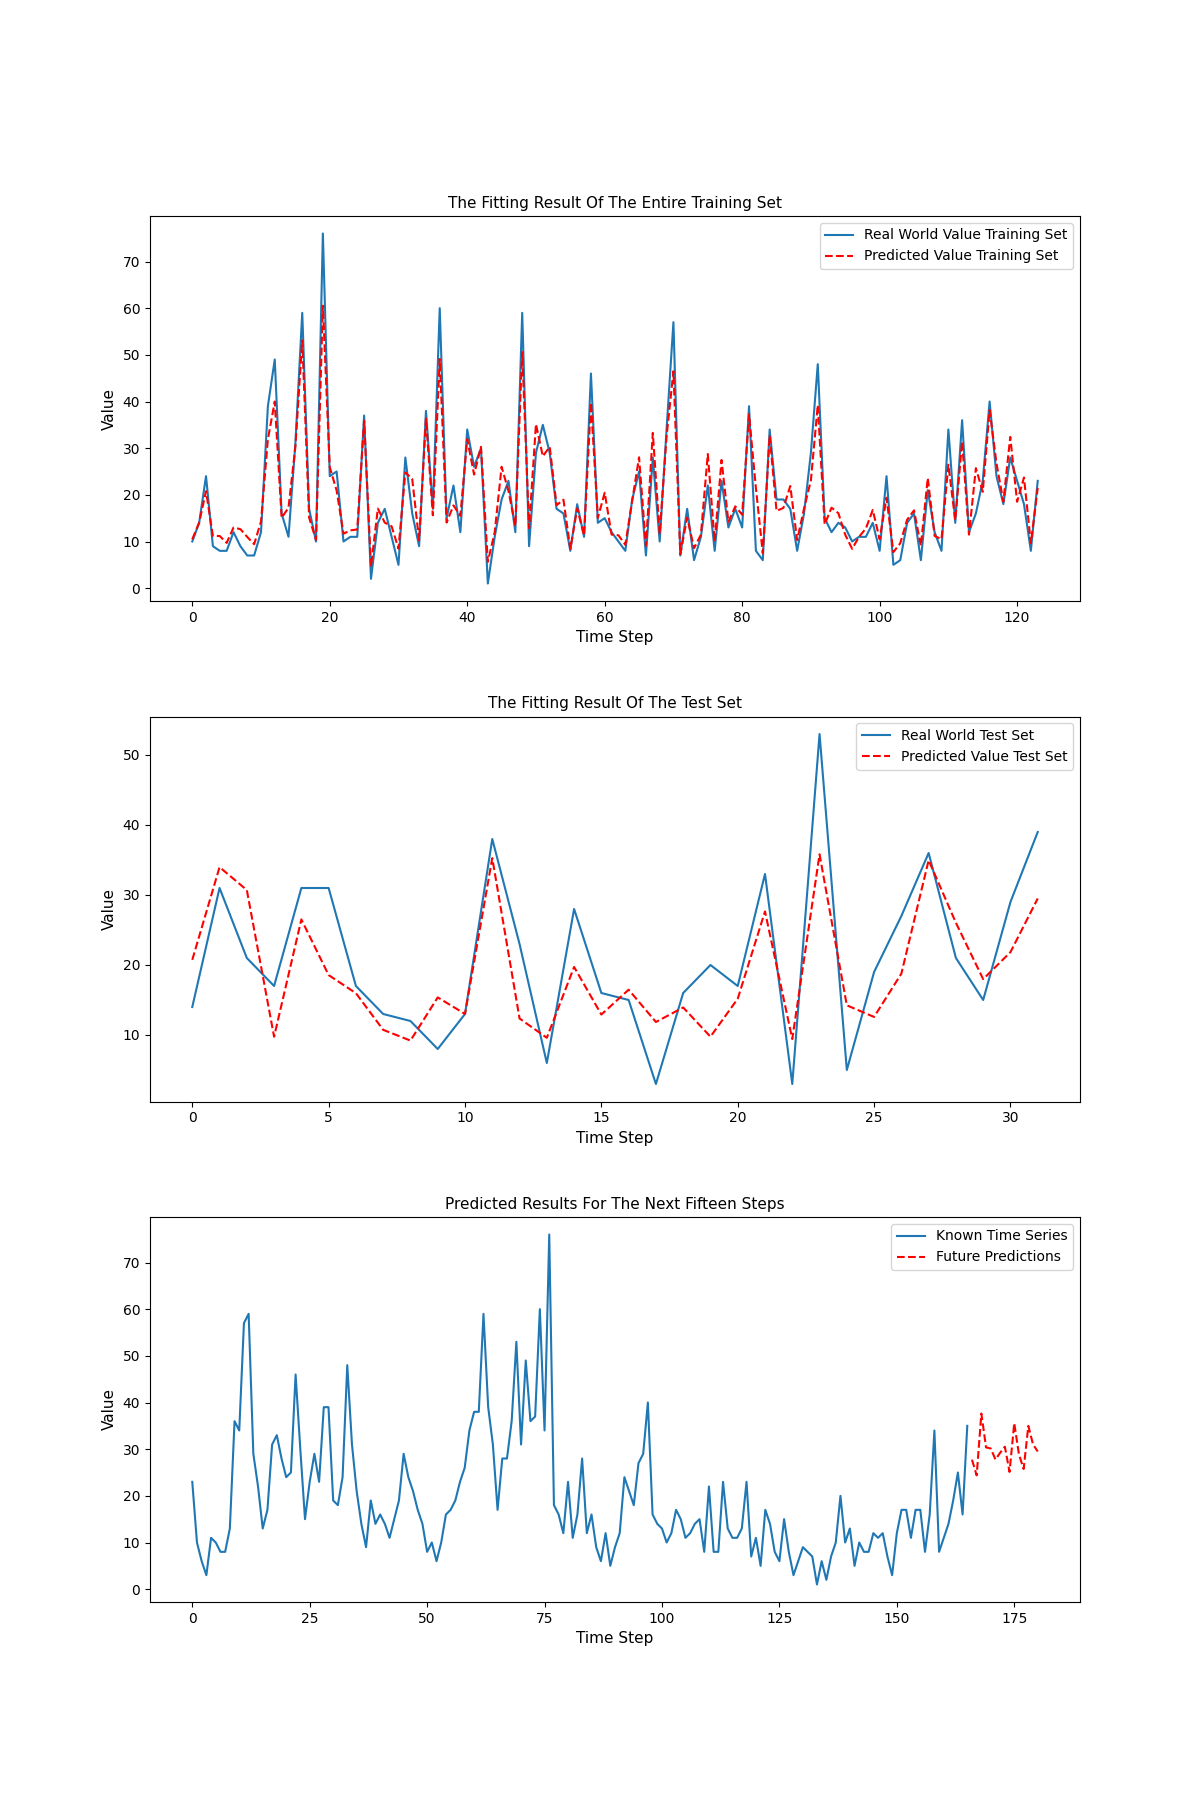 The Fitting Result Of The Entire Training Set
Real World Value Training Set
Predicted Value Training Set
Value
70
60
50
40
30
20
10
0
0 20 40 60 80 100 120
Time Step
The Fitting Result Of The Test Set
Real World Test Set
Predicted Value Test Set
Value
50
40
30
20
10
0 5 10 15 20 25 30
Time Step
Predicted Results For The Next Fifteen Steps
Known Time Series
Future Predictions
Value
70
60
50
40
30
20
10
0
0 25 50 75 100 125 150 175
Time Step